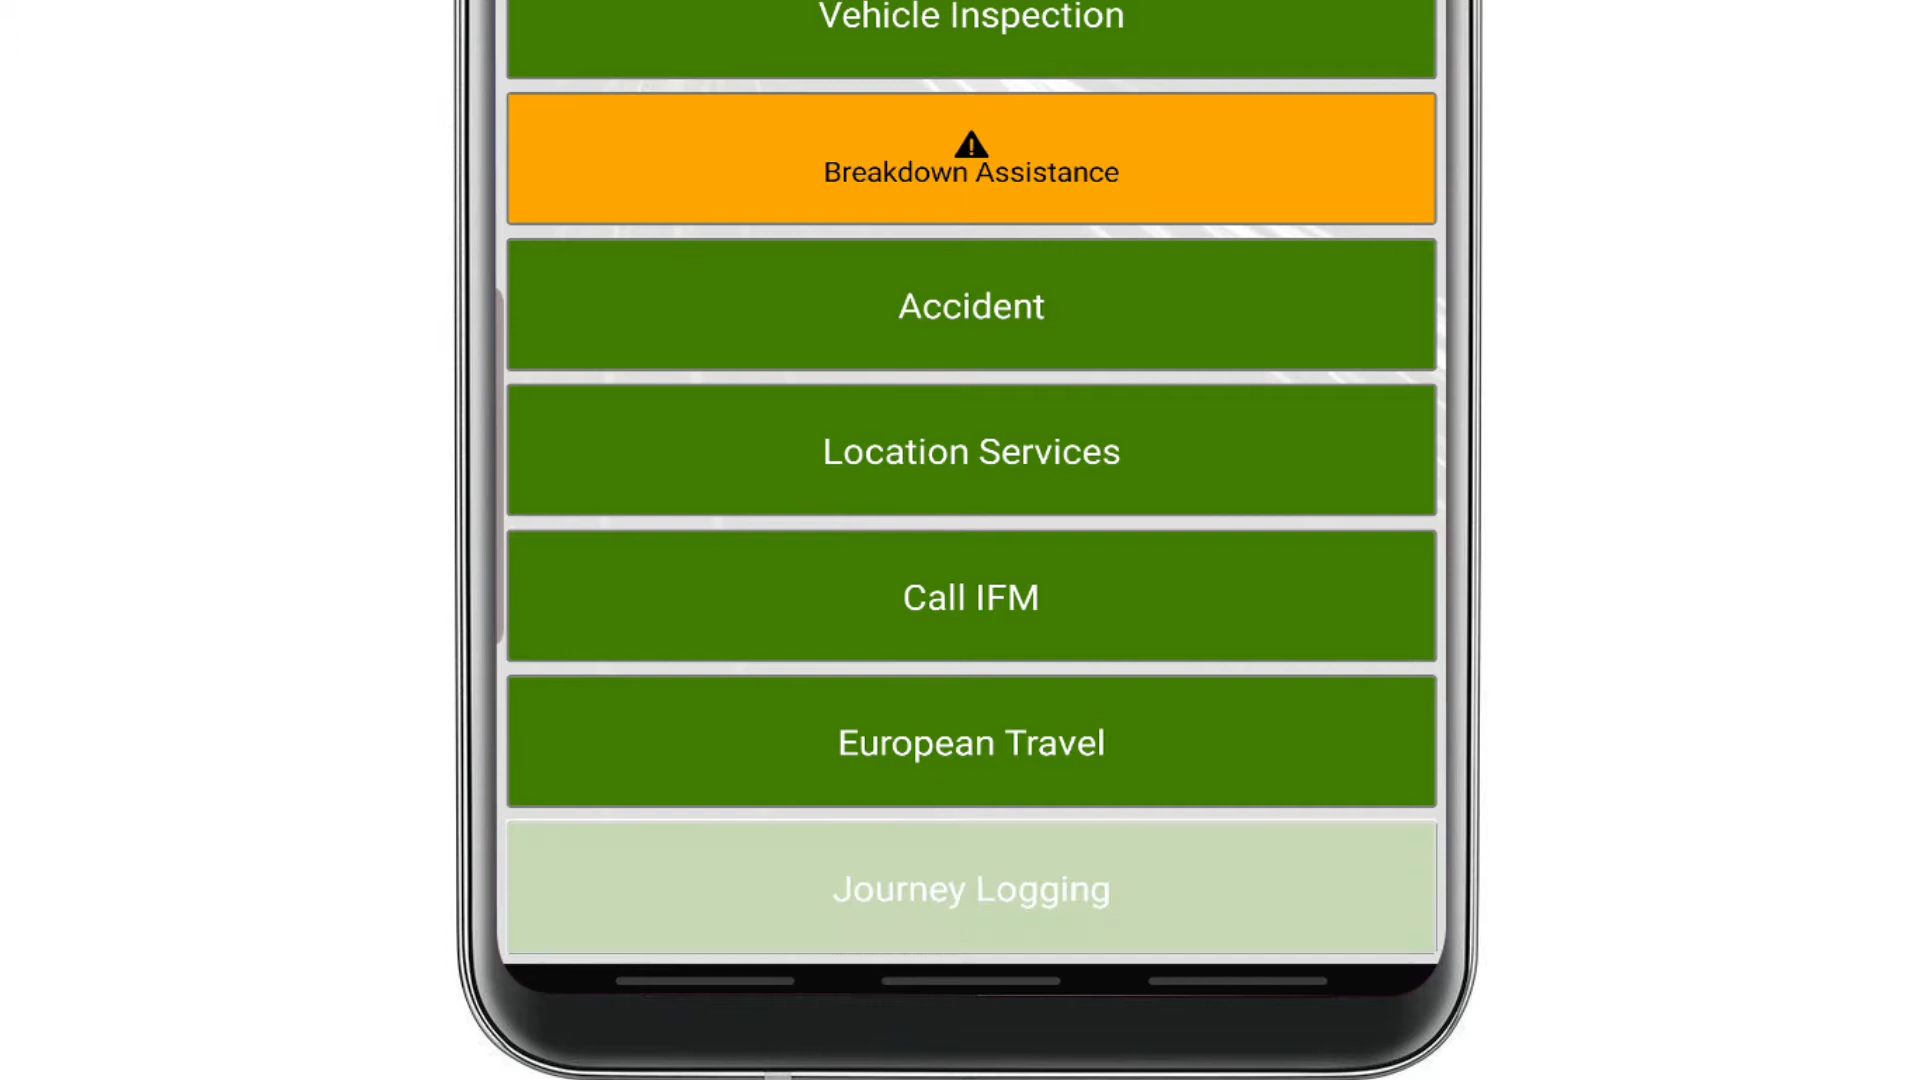 Vehicle Inspection
Breakdown Assistance
Accident
Location Services
Call IFM
European Travel
Journey Logging